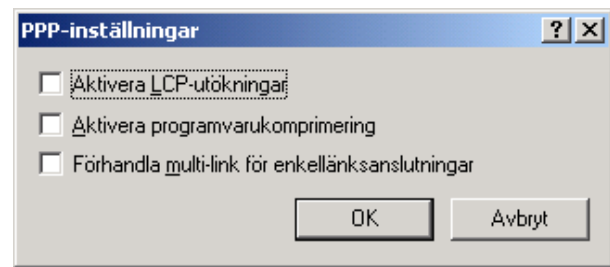 PPP-inställningar
Aktivera LCP-utökningar
Aktivera programvarukomprimering
Förhandla multi-link för enkellänksanslutningar
OK Avbryt